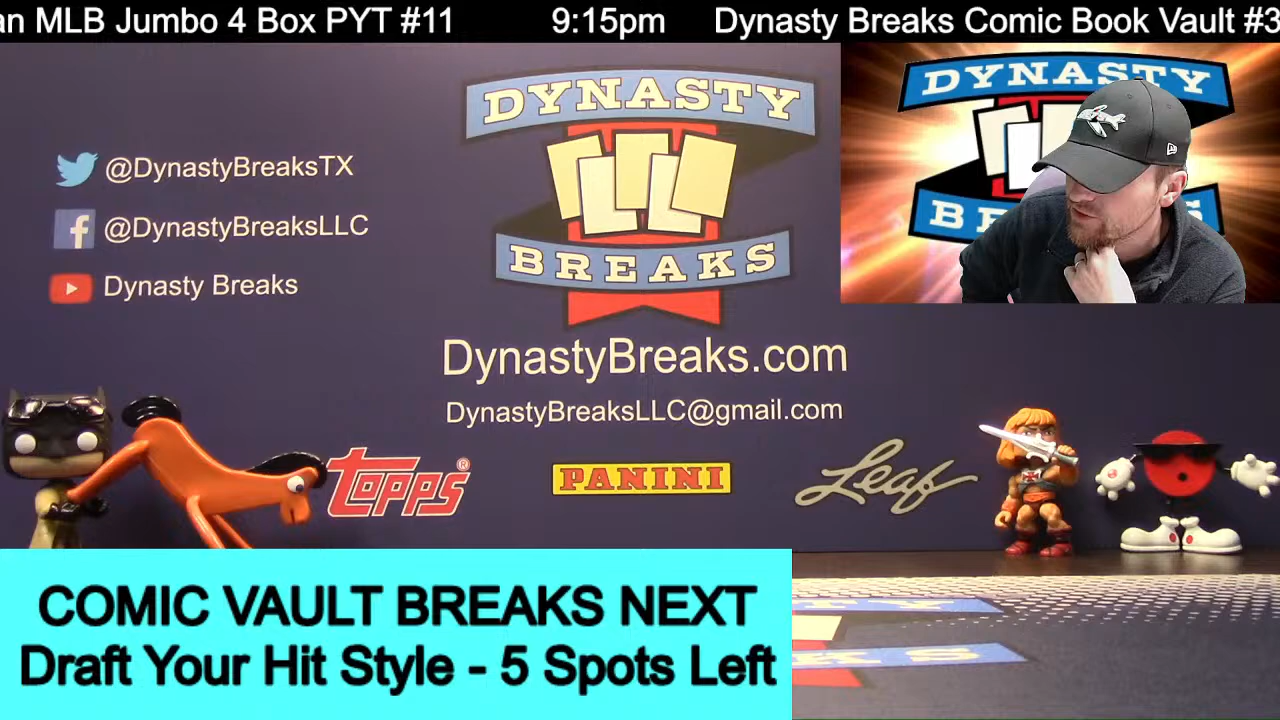 an MLB Jumbo 4 Box PYT #11 9:15pm Dynasty Breaks Comic Book Vault #3
DYNASTY
BREAKS
DYNASTY
@DynastyBreaksTX
@DynastyBreaksLLC
Dynasty Breaks
DynastyBreaks.com
DynastyBreaksLLC@gmail.com
TOPPS®
PANINI
Leaf
COMIC VAULT BREAKS NEXT
Draft Your Hit Style - 5 Spots Left